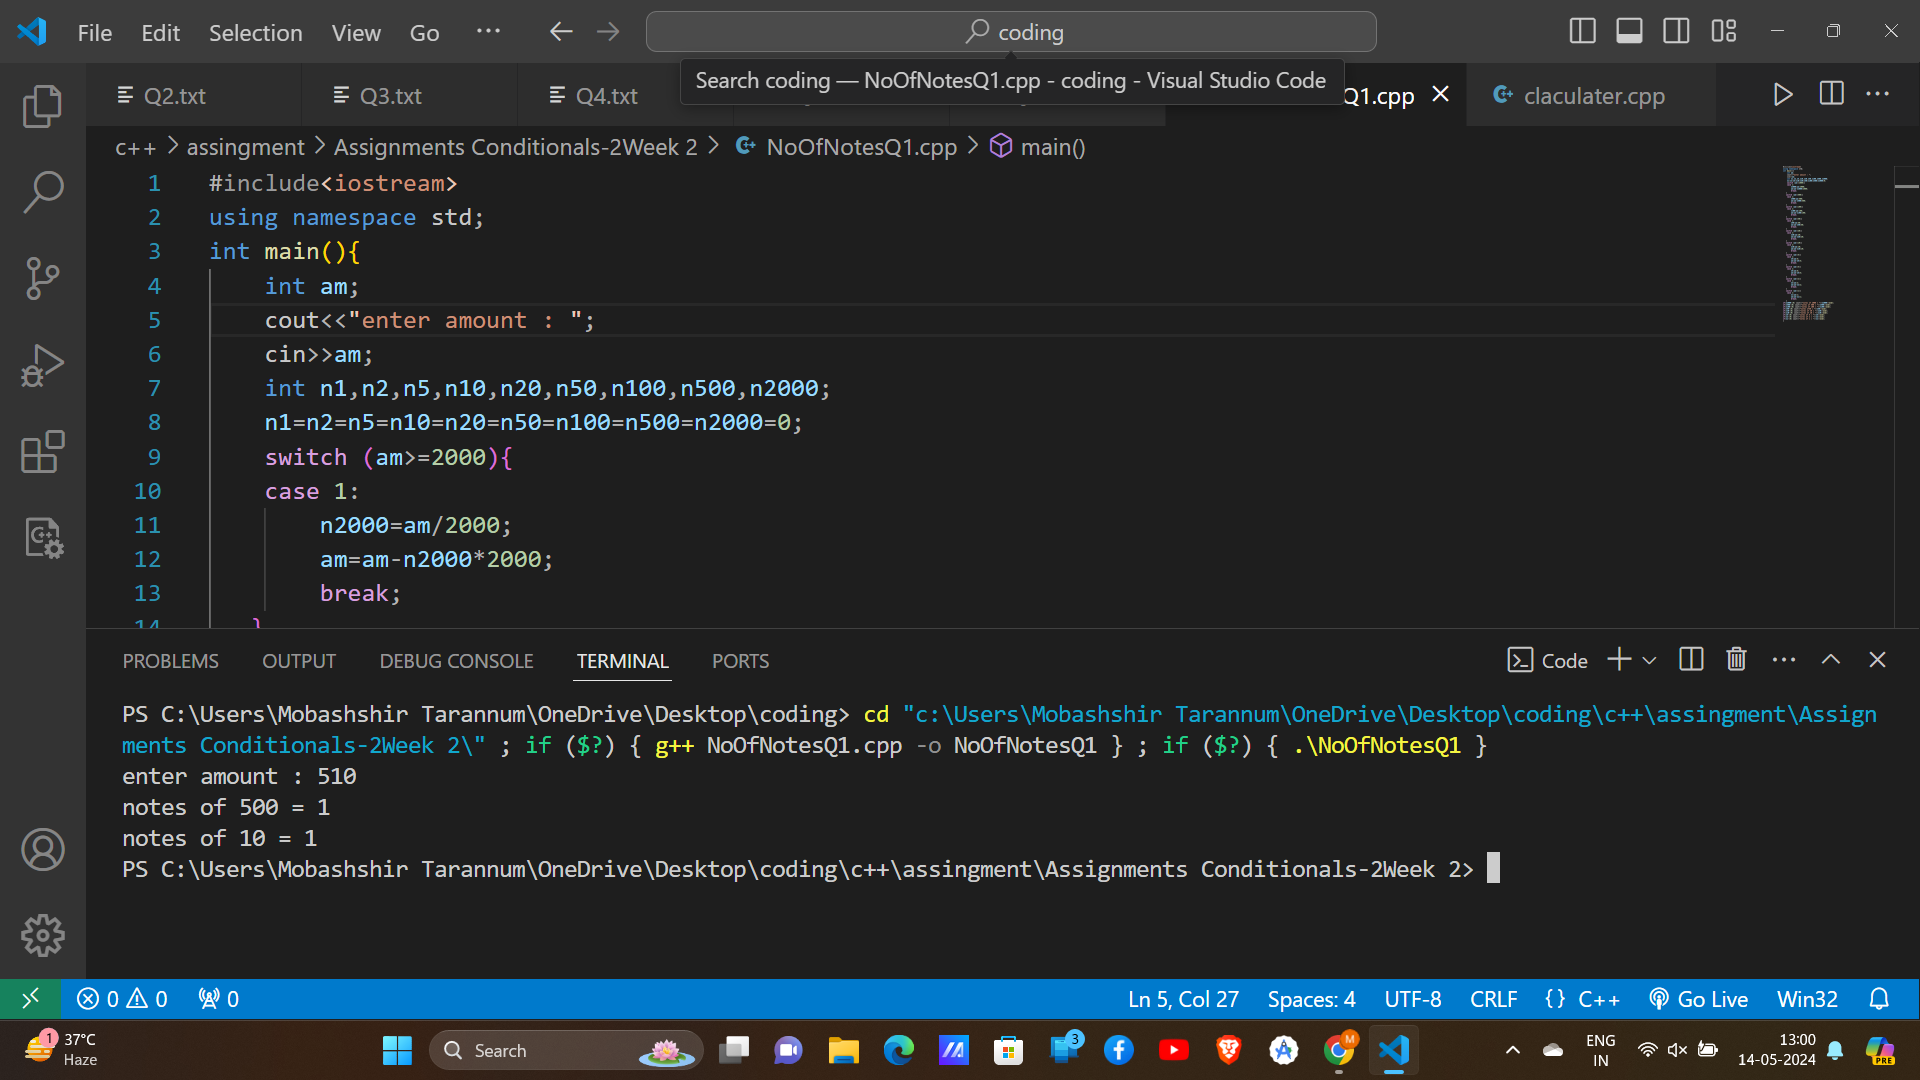 File Edit Selection View Go ··· coding
Search coding — NoOfNotesQ1.cpp - coding - Visual Studio Code
Q2.txt Q3.txt Q4.txt Q1.cpp claculater.cpp
c++ > assingment > Assignments Conditionals-2Week 2 > NoOfNotesQ1.cpp > main()
1 #include<iostream>
2 using namespace std;
3 int main(){
4 int am;
5 cout<<"enter amount : ";
6 cin>>am;
7 int n1,n2,n5,n10,n20,n50,n100,n500,n2000;
8 n1=n2=n5=n10=n20=n50=n100=n500=n2000=0;
9 switch (am>=2000){
10 case 1:
11 n2000=am/2000;
12 am=am-n2000*2000;
13 break;
14 }
PROBLEMS OUTPUT DEBUG CONSOLE TERMINAL PORTS Code
PS C:\Users\Mobashshir Tarannum\OneDrive\Desktop\coding> cd "c:\Users\Mobashshir Tarannum\OneDrive\Desktop\coding\c++\assingment\Assign
ments Conditionals-2Week 2\" ; if ($?) { g++ NoOfNotesQ1.cpp -o NoOfNotesQ1 } ; if ($?) { .\NoOfNotesQ1 }
enter amount : 510
notes of 500 = 1
notes of 10 = 1
PS C:\Users\Mobashshir Tarannum\OneDrive\Desktop\coding\c++\assingment\Assignments Conditionals-2Week 2>
0 0 0 Ln 5, Col 27 Spaces: 4 UTF-8 CRLF {} C++ Go Live Win32
1 37°C
Haze
Search
3
M
ENG
IN
13:00
14-05-2024
PRE